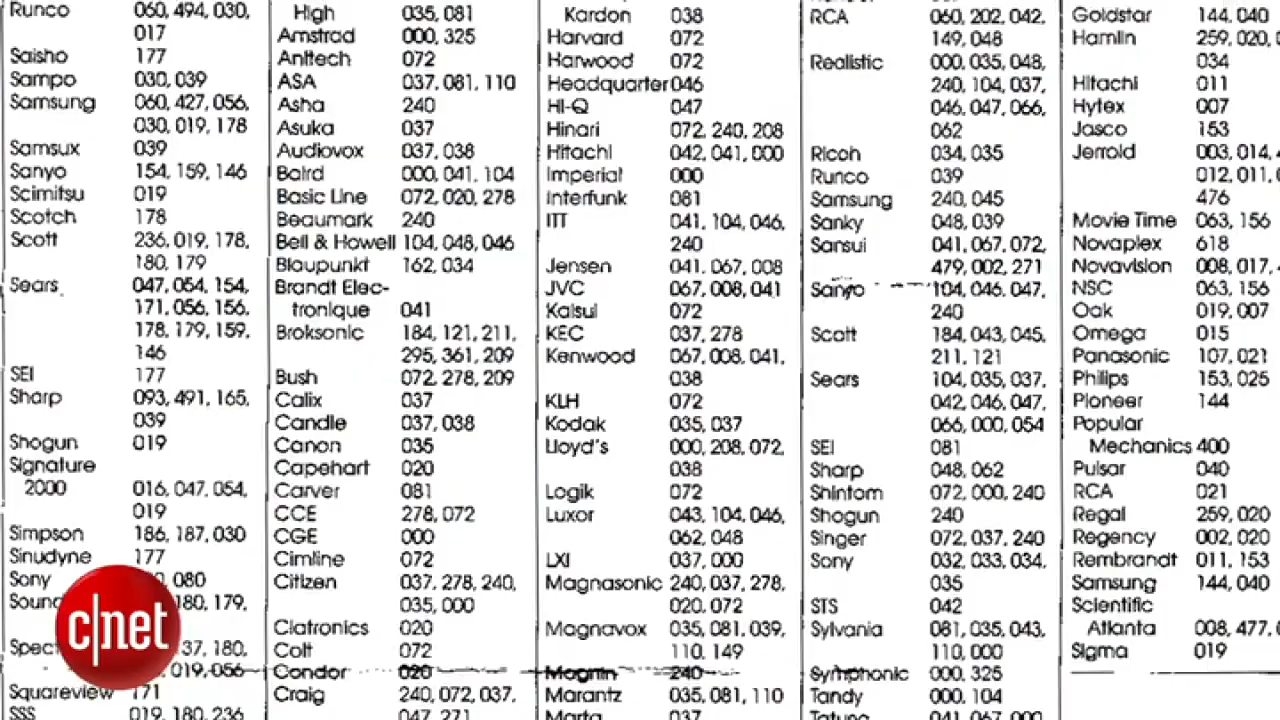 Runco 060, 494, 030,
017
Saisho 177
Sampo 030, 039
Samsung 060, 427, 056,
030, 019, 178
Samsux 039
Sanyo 154, 159, 146
Scimitsu 019
Scotch 178
Scott 236, 019, 178,
180, 179
Sears 047, 054, 154,
171, 056, 156,
178, 179, 159,
146
SEI 177
Sharp 093, 491, 165,
039
Shogun 019
Signature
2000 016, 047, 054,
019
Simpson 186, 187, 030
Sinudyne 177
Sony 080
180, 179,
37, 180,
019, 056
Squareview 171
SSS 019, 180, 236
c|net
High 035, 081
Amstrad 000, 325
Anitech 072
ASA 037, 081, 110
Asha 240
Asuka 037
Audiovox 037, 038
Baird 000, 041, 104
Basic Line 072, 020, 278
Beaumark 240
Bell & Howell 104, 048, 046
Blaupunkt 162, 034
Brandt Elec-
tronique 041
Broksonic 184, 121, 211,
295, 361, 209
Bush 072, 278, 209
Calix 037
Candle 037, 038
Canon 035
Capehart 020
Carver 081
CCE 278, 072
CGE 000
Cimline 072
Citizen 037, 278, 240,
035, 000
Clatronics 020
Colt 072
Condor 020
Craig 240, 072, 037,
047, 271
Kardon 038
Harvard 072
Harwood 072
Headquarter 046
HI-Q 047
Hinari 072, 240, 208
Hitachi 042, 041, 000
Imperial 000
Interfunk 081
ITT 041, 104, 046,
240
Jensen 041, 067, 008
JVC 067, 008, 041
Kaisui 072
KEC 037, 278
Kenwood 067, 008, 041,
038
KLH 072
Kodak 035, 037
Lloyd's 000, 208, 072,
038
Logik 072
Luxor 043, 104, 046,
062, 048
LXI 037, 000
Magnasonic 240, 037, 278,
020, 072
Magnavox 035, 081, 039,
110, 149
Magnin 240
Marantz 035, 081, 110
Marta 037
RCA 060, 202, 042,
149, 048
Realistic 000, 035, 048,
240, 104, 037,
046, 047, 066,
062
Ricoh 034, 035
Runco 039
Samsung 240, 045
Sanky 048, 039
Sansui 041, 067, 072,
479, 002, 271
Sanyo 104, 046, 047,
240
Scott 184, 043, 045,
211, 121
Sears 104, 035, 037,
042, 046, 047,
066, 000, 054
SEI 081
Sharp 048, 062
Shintom 072, 000, 240
Shogun 240
Singer 072, 037, 240
Sony 032, 033, 034,
035
STS 042
Sylvania 081, 035, 043,
110, 000
Symphonic 000, 325
Tandy 000, 104
Tatung 041, 067, 000
Goldstar 144, 040
Hamlin 259, 020,
034
Hitachi 011
Hytex 007
Jasco 153
Jerrold 003, 014,
012, 011,
476
Movie Time 063, 156
Novaplex 618
Novavision 008, 017,
NSC 063, 156
Oak 019, 007
Omega 015
Panasonic 107, 021
Philips 153, 025
Pioneer 144
Popular
Mechanics 400
Pulsar 040
RCA 021
Regal 259, 020
Regency 002, 020
Rembrandt 011, 153
Samsung 144, 040
Scientific
Atlanta 008, 477,
Sigma 019